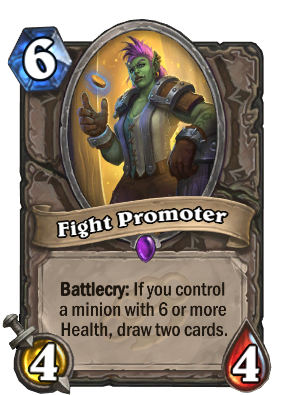 6
Fight Promoter
Battlecry: If you control
a minion with 6 or more
Health, draw two cards.
4
4